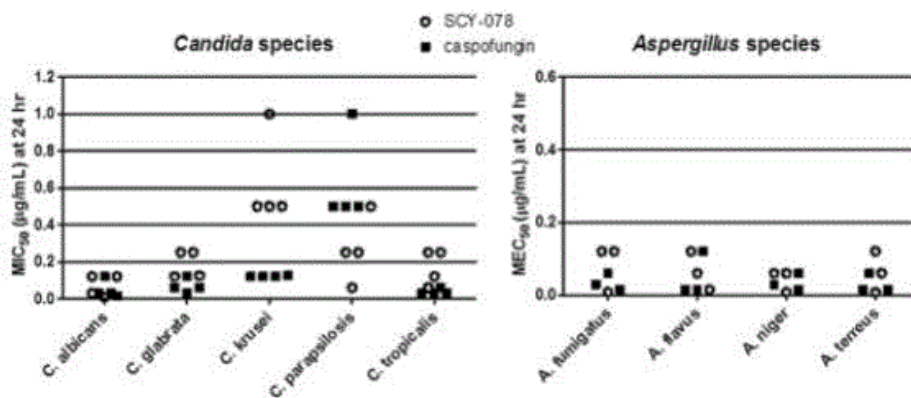 SCY-078
caspofungin
Candida species
MIC₅₀ (µg/mL) at 24 hr
1.2
1.0
0.8
0.6
0.4
0.2
0.0
C. albicans
C. glabrata
C. krusei
C. parapsilosis
C. tropicalis
Aspergillus species
MEC₅₀ (µg/mL) at 24 hr
0.6
0.4
0.2
0.0
A. fumigatus
A. flavus
A. niger
A. terreus